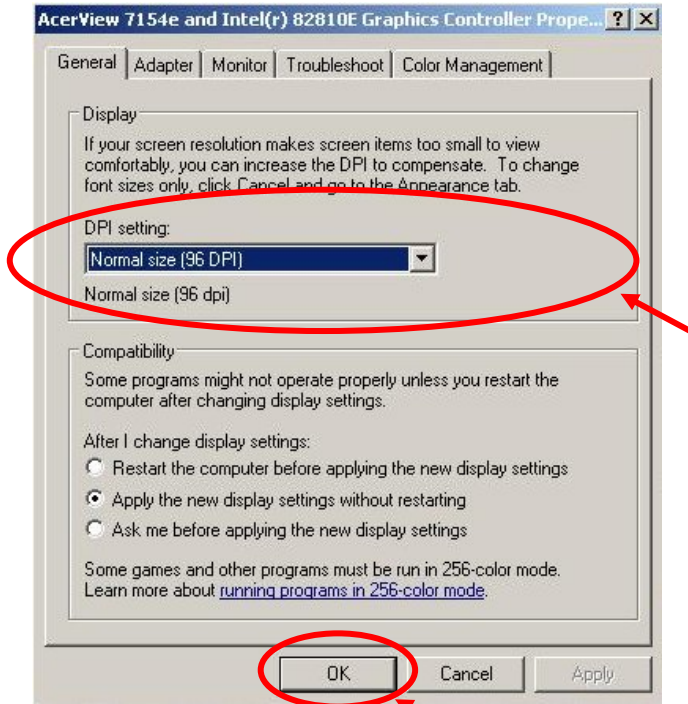 AcerView 7154e and Intel(r) 82810E Graphics Controller Prope...
General Adapter Monitor Troubleshoot Color Management
Display
If your screen resolution makes screen items too small to view
comfortably, you can increase the DPI to compensate. To change
font sizes only, click Cancel and go to the Appearance tab.
DPI setting:
Normal size (96 DPI)
Normal size (96 dpi)
Compatibility
Some programs might not operate properly unless you restart the
computer after changing display settings.
After I change display settings:
Restart the computer before applying the new display settings
Apply the new display settings without restarting
Ask me before applying the new display settings
Some games and other programs must be run in 256-color mode.
Learn more about running programs in 256-color mode.
OK Cancel Apply